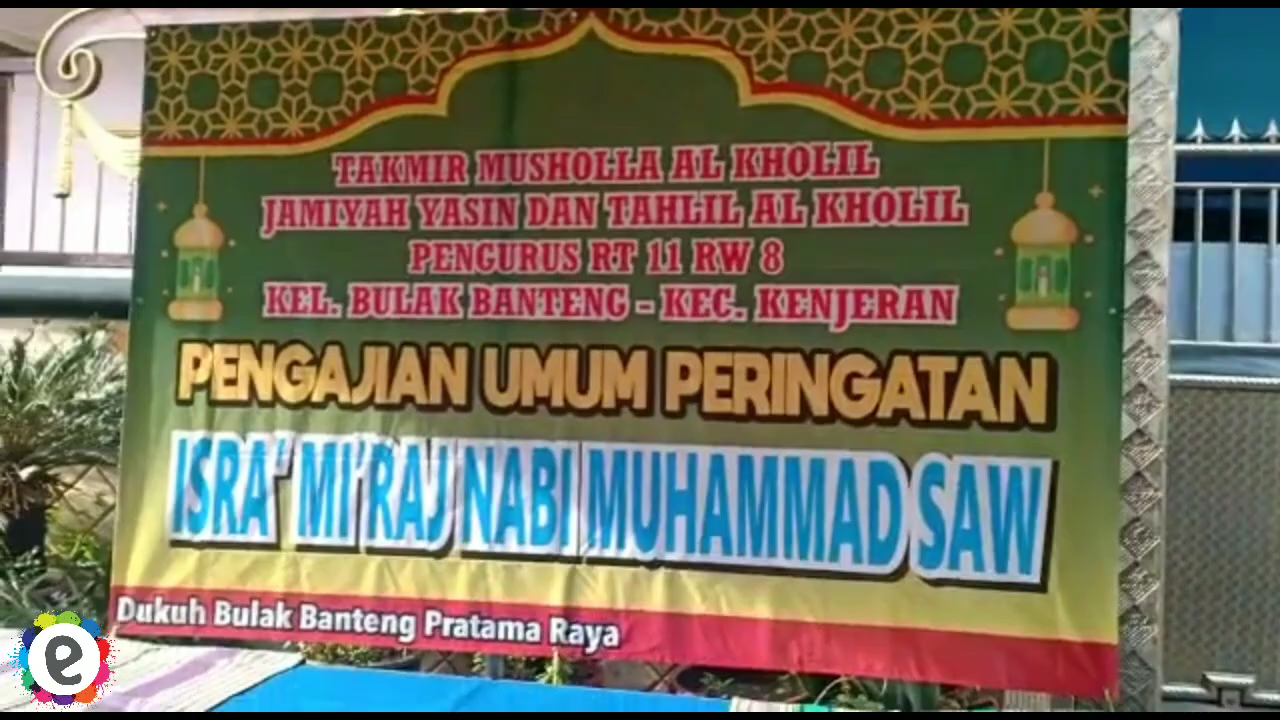 TAKMIR MUSHOLLA AL KHOLIL
JAMIYAH YASIN DAN TAHLIL AL KHOLIL
PENGURUS RT 11 RW 8
KEL. BULAK BANTENG - KEC. KENJERAN
PENGAJIAN UMUM PERINGATAN
ISRA' MI'RAJ NABI MUHAMMAD SAW
Dukuh Bulak Banteng Pratama Raya
e